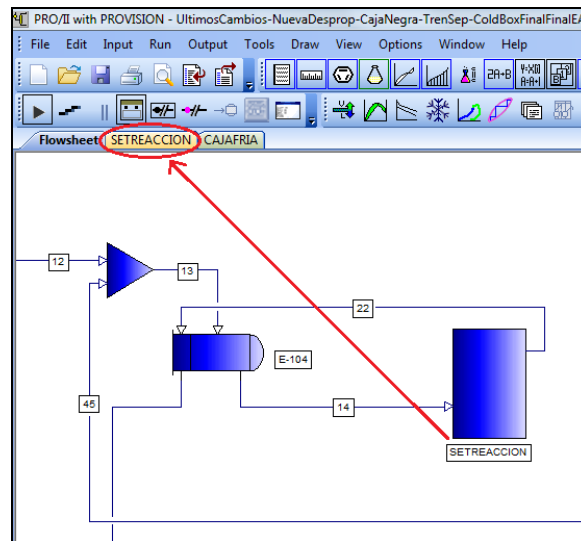 PRO/II with PROVISION - UltimosCambios-NuevaDesprop-CajaNegra-TrenSep-ColdBoxFinalFinalEA
File Edit Input Run Output Tools Draw View Options Window Help
2A+B
Flowsheet SETREACCION CAJAFRIA
12
13
22
E-104
45
14
SETREACCION